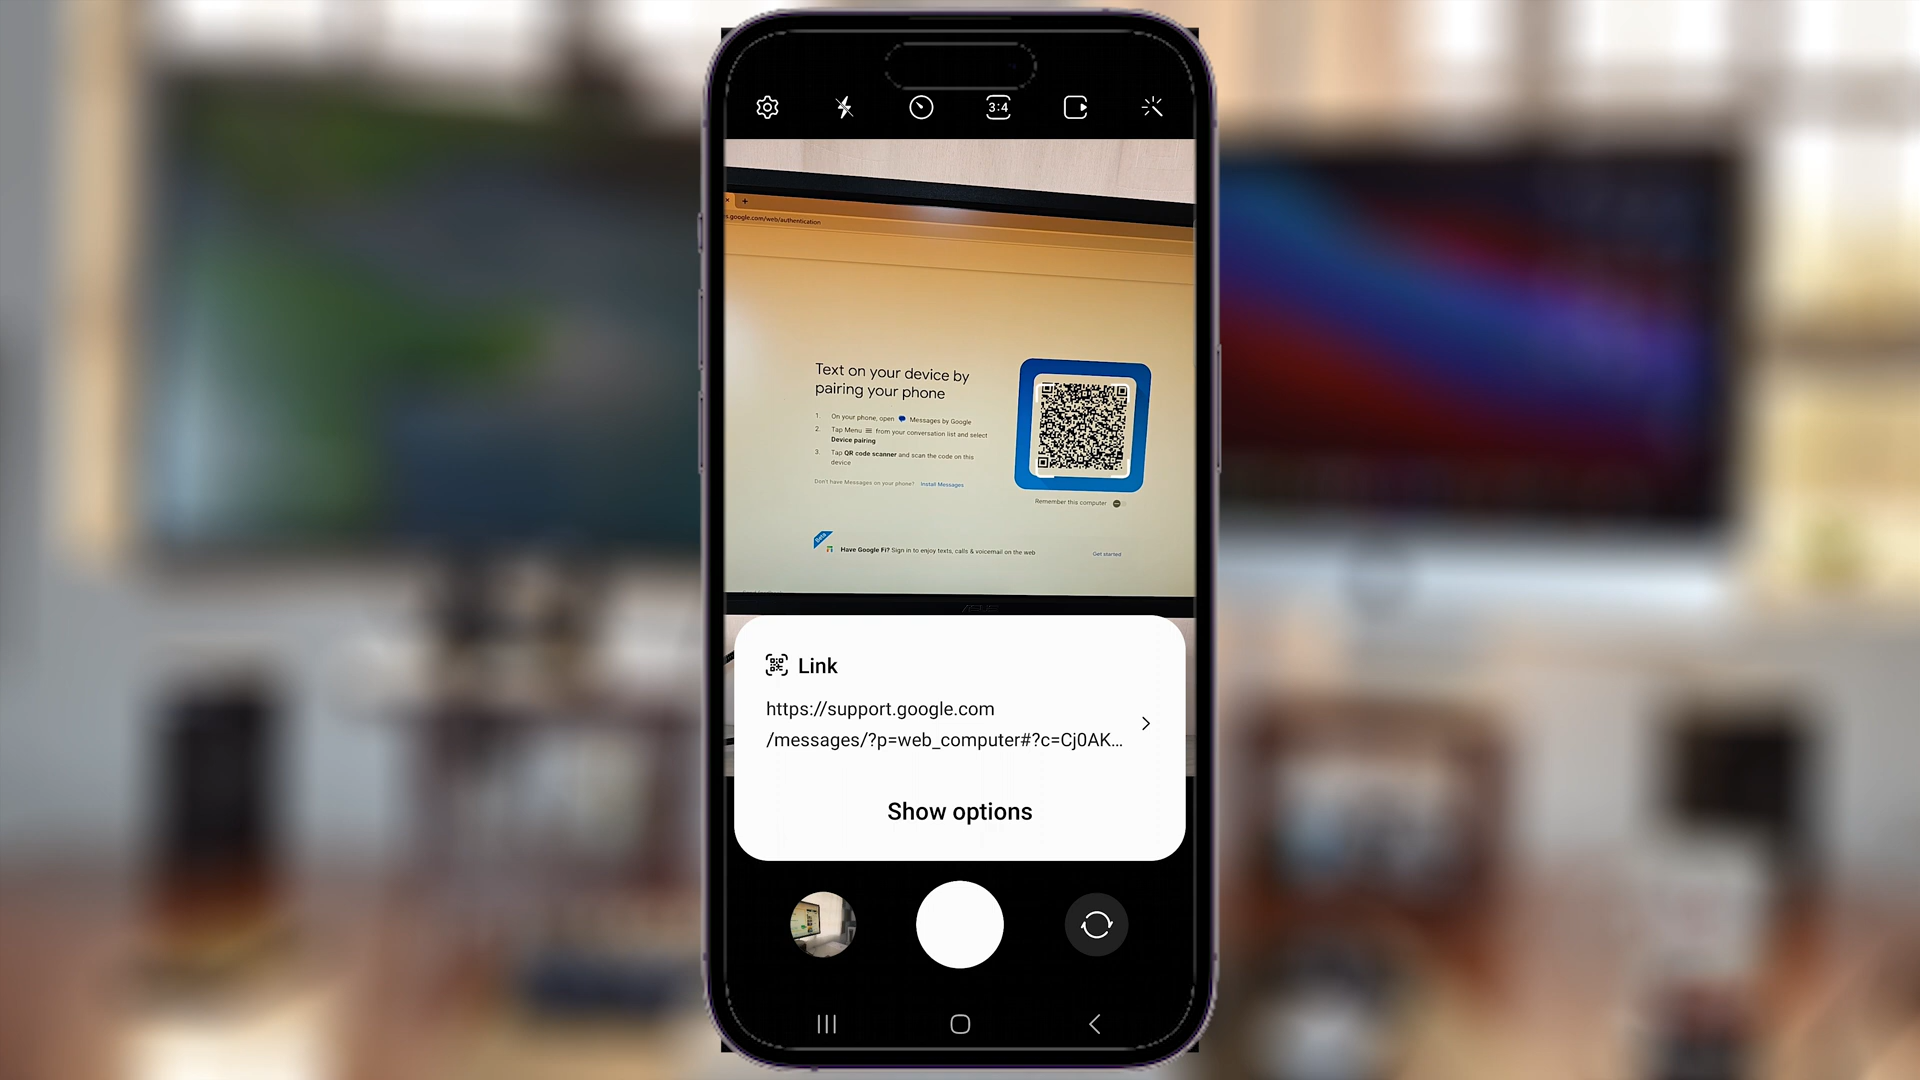 3:4
s.google.com/web/authentication
Text on your device by
pairing your phone
1. On your phone, open Messages by Google
2. Tap Menu from your conversation list and select
Device pairing
3. Tap QR code scanner and scan the code on this
device
Don't have Messages on your phone? Install Messages
Remember this computer
Beta
Have Google Fi? Sign in to enjoy texts, calls & voicemail on the web
Get started
ASUS
Link
https://support.google.com
/messages/?p=web_computer#?c=Cj0AK...
Show options